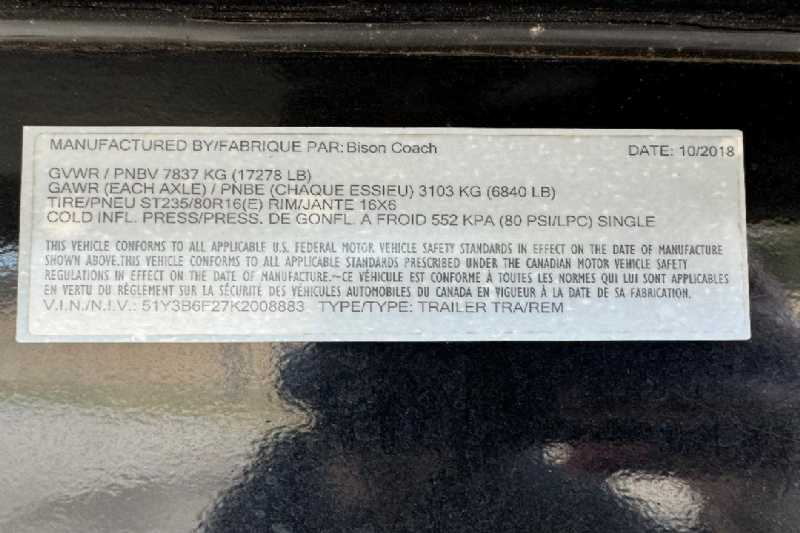 MANUFACTURED BY/FABRIQUE PAR: Bison Coach DATE: 10/2018
GVWR / PNBV 7837 KG (17278 LB)
GAWR (EACH AXLE) / PNBE (CHAQUE ESSIEU) 3103 KG (6840 LB)
TIRE/PNEU ST235/80R16(E) RIM/JANTE 16X6
COLD INFL. PRESS/PRESS. DE GONFL. A FROID 552 KPA (80 PSI/LPC) SINGLE
THIS VEHICLE CONFORMS TO ALL APPLICABLE U.S. FEDERAL MOTOR VEHICLE SAFETY STANDARDS IN EFFECT ON THE DATE OF MANUFACTURE
SHOWN ABOVE.THIS VEHICLE CONFORMS TO ALL APPLICABLE STANDARDS PRESCRIBED UNDER THE CANADIAN MOTOR VEHICLE SAFETY
REGULATIONS IN EFFECT ON THE DATE OF MANUFACTURE.~CE VÉHICULE EST CONFORME À TOUTES LES NORMES QUI LUI SONT APPLICABLES
EN VERTU DU RÉGLEMENT SUR LA SÉCURITÉ DES VÉHICULES AUTOMOBILES DU CANADA EN VIGUEUR À LA DATE DE SA FABRICATION.
V.I.N./N.I.V.: 51Y3B6F27K2008883 TYPE/TYPE: TRAILER TRA/REM